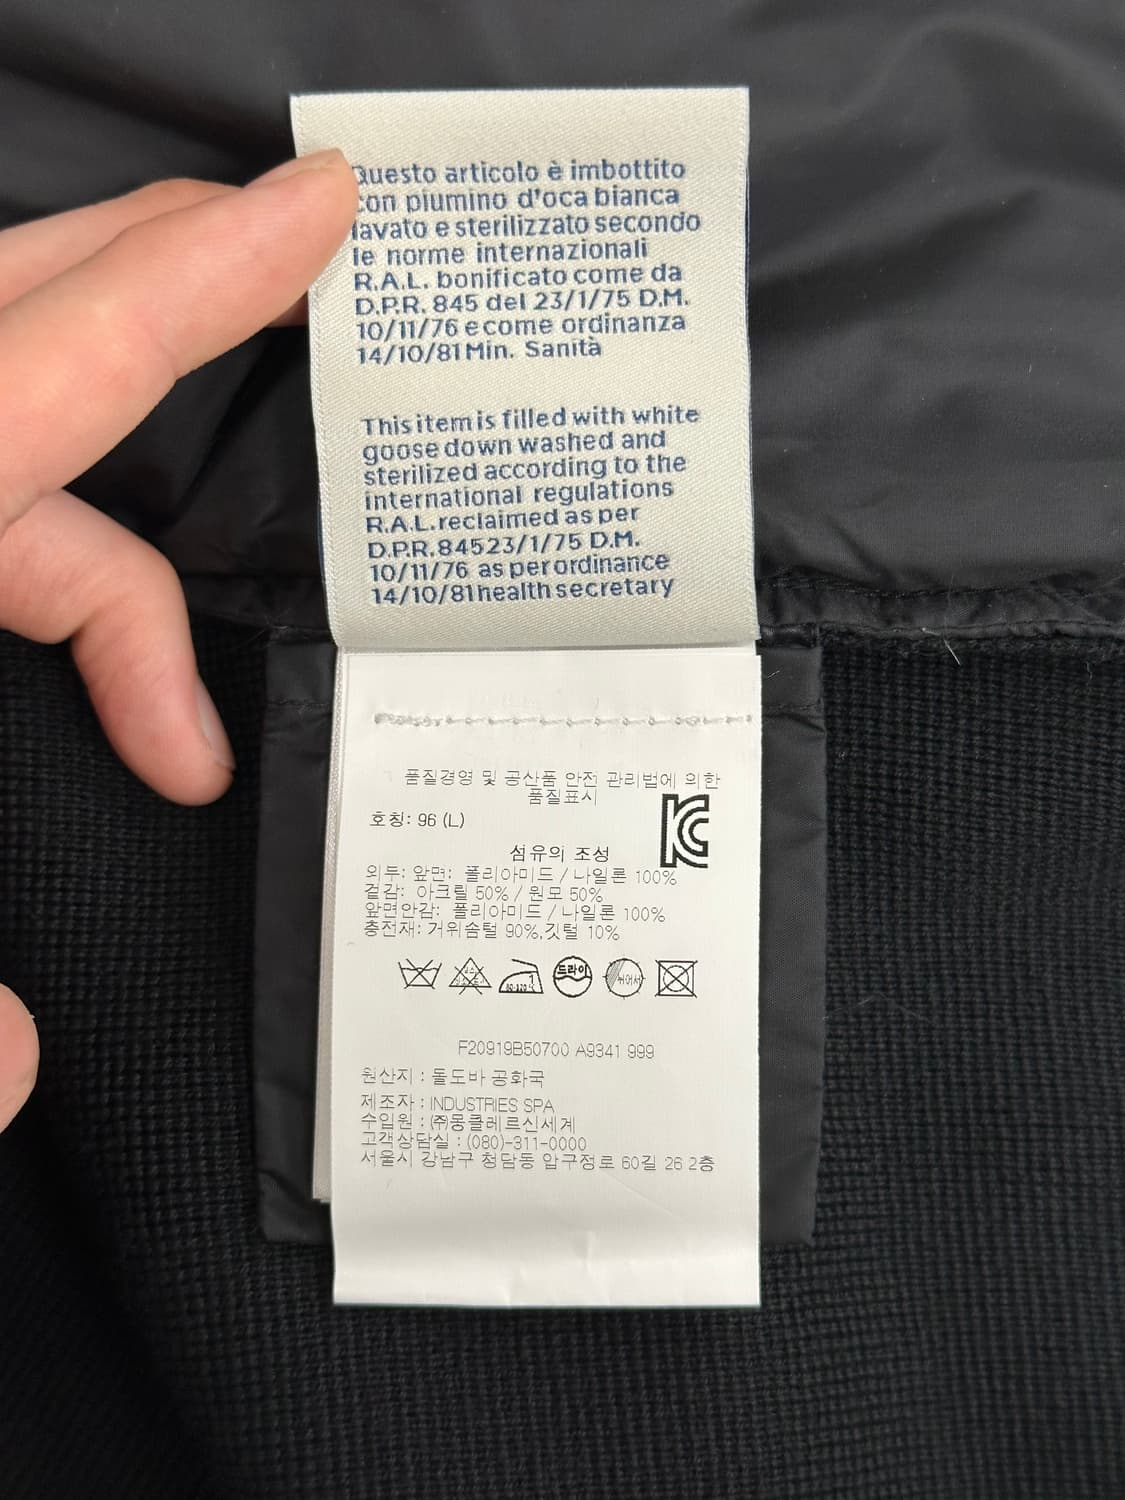 Questo articolo è imbottito
con piumino d'oca bianca
lavato e sterilizzato secondo
le norme internazionali
R.A.L. bonificato come da
D.P.R. 845 del 23/1/75 D.M.
10/11/76 e come ordinanza
14/10/81 Min. Sanità
This item is filled with white
goose down washed and
sterilized according to the
international regulations
R.A.L. reclaimed as per
D.P.R. 845 23/1/75 D.M.
10/11/76 as per ordinance
14/10/81 health secretary
품질경영 및 공산품 안전 관리법에 의한
품질표시
호칭: 96 (L)
섬유의 조성
외투: 앞면: 폴리아미드 / 나일론 100%
겉감: 아크릴 50% / 원모 50%
앞면안감: 폴리아미드 / 나일론 100%
충전재: 거위솜털 90%,깃털 10%
드라이
F20919B50700 A9341 999
원산지 : 돌도바 공화국
제조자 : INDUSTRIES SPA
수입원 : (주)몽클레르신세계
고객상담실 : (080)-311-0000
서울시 강남구 청담동 압구정로 60길 26 2층